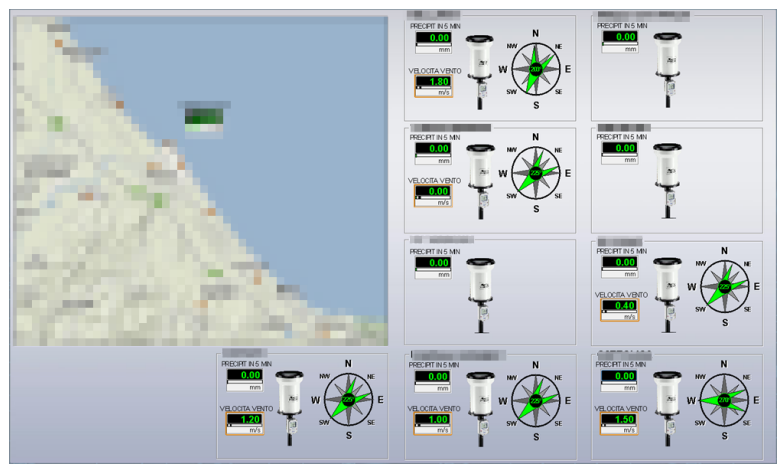 PRECIPIT IN 5 MIN
0.00
mm
VELOCITA VENTO
1.80
m/s
N
NW
NE
W
E
SW
SE
S
PRECIPIT IN 5 MIN
0.00
mm
PRECIPIT IN 5 MIN
0.00
mm
VELOCITA VENTO
0.00
m/s
N
NW
NE
W
225°
E
SW
SE
S
PRECIPIT IN 5 MIN
0.00
mm
PRECIPIT IN 5 MIN
0.00
mm
PRECIPIT IN 5 MIN
0.00
mm
VELOCITA VENTO
0.40
m/s
N
NW
NE
W
225°
E
SW
SE
S
PRECIPIT IN 5 MIN
0.00
mm
VELOCITA VENTO
1.20
m/s
N
NW
NE
W
225°
E
SW
SE
S
PRECIPIT IN 5 MIN
0.00
mm
VELOCITA VENTO
1.00
m/s
N
NW
NE
W
225°
E
SW
SE
S
PRECIPIT IN 5 MIN
0.00
mm
VELOCITA VENTO
1.50
m/s
N
NW
NE
W
270°
E
SW
SE
S